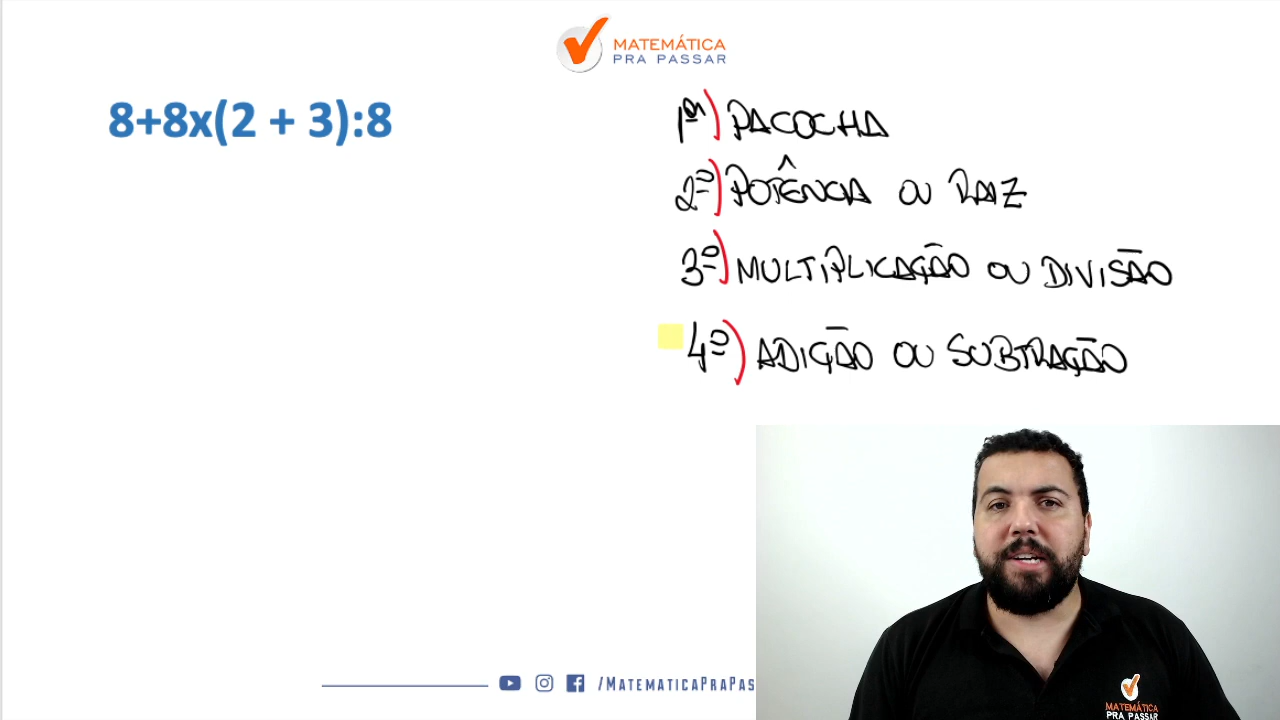 MATEMÁTICA
PRA PASSAR
8+8x(2 + 3):8
1º) PACOCHA
2º) POTÊNCIA OU RAIZ
3º) MULTIPLICAÇÃO OU DIVISÃO
4º) ADIÇÃO OU SUBTRAÇÃO
/MATEMATICAPRAPAS
MATEMÁTICA
PRA PASSAR